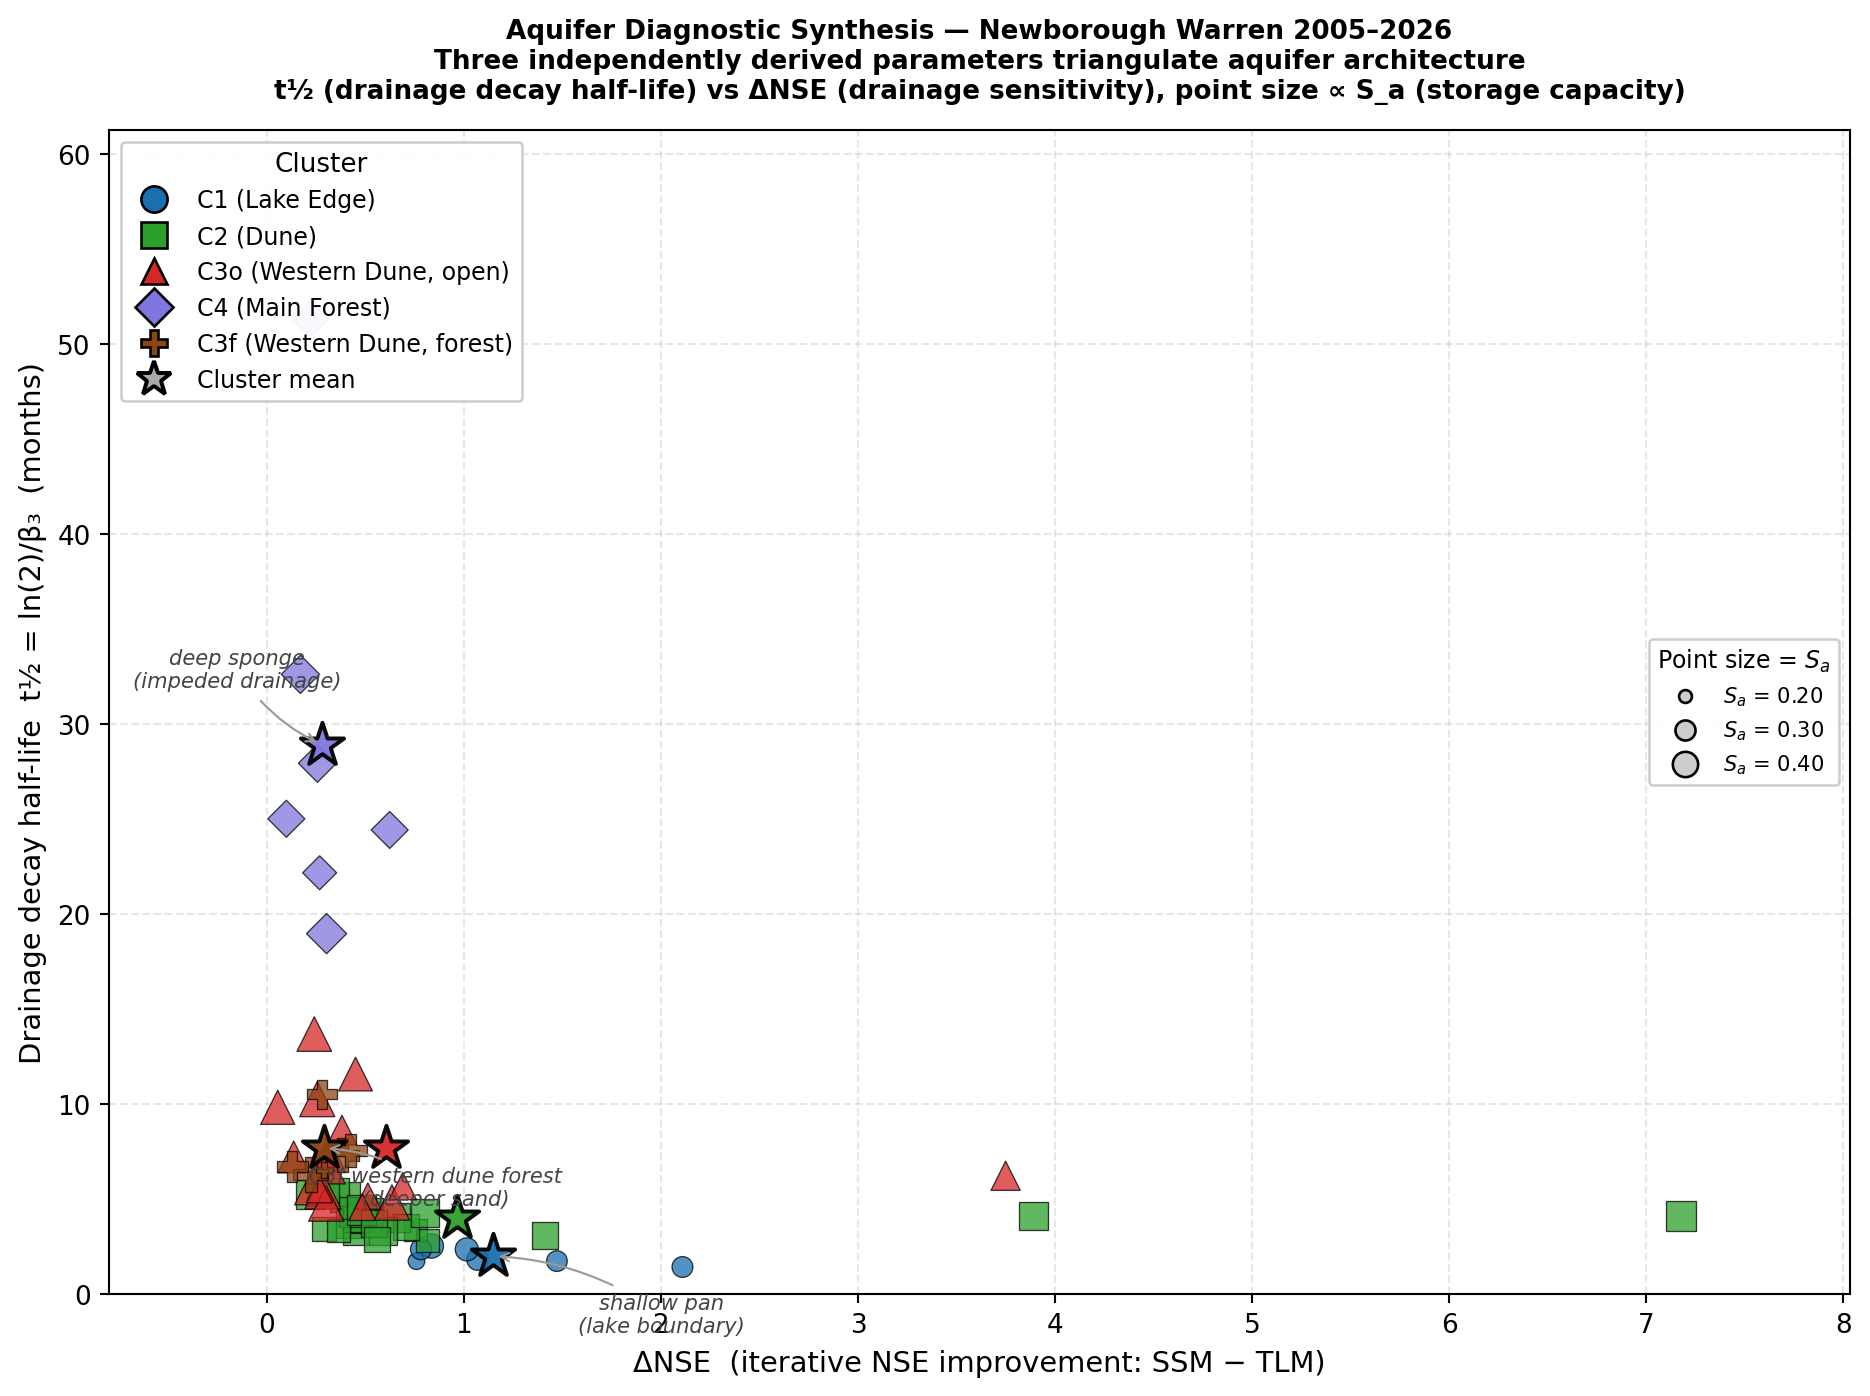 Aquifer Diagnostic Synthesis — Newborough Warren 2005–2026
Three independently derived parameters triangulate aquifer architecture
t½ (drainage decay half-life) vs ΔNSE (drainage sensitivity), point size ∝ S_a (storage capacity)
Drainage decay half-life  t½ = ln(2)/β₃  (months)
60
50
40
30
20
10
0
Cluster
C1 (Lake Edge)
C2 (Dune)
C3o (Western Dune, open)
C4 (Main Forest)
C3f (Western Dune, forest)
Cluster mean
deep sponge
(impeded drainage)
Point size = Sₐ
Sₐ = 0.20
Sₐ = 0.30
Sₐ = 0.40
western dune forest
(deeper sand)
shallow pan
(lake boundary)
0 1 2 3 4 5 6 7 8
ΔNSE  (iterative NSE improvement: SSM − TLM)